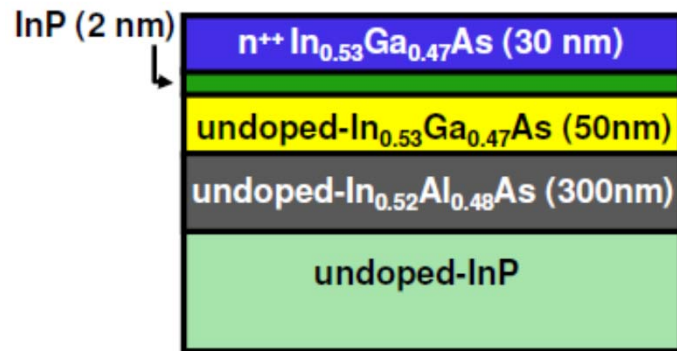 InP (2 nm)
n⁺⁺ In₀.₅₃Ga₀.₄₇As (30 nm)
undoped-In₀.₅₃Ga₀.₄₇As (50nm)
undoped-In₀.₅₂Al₀.₄₈As (300nm)
undoped-InP